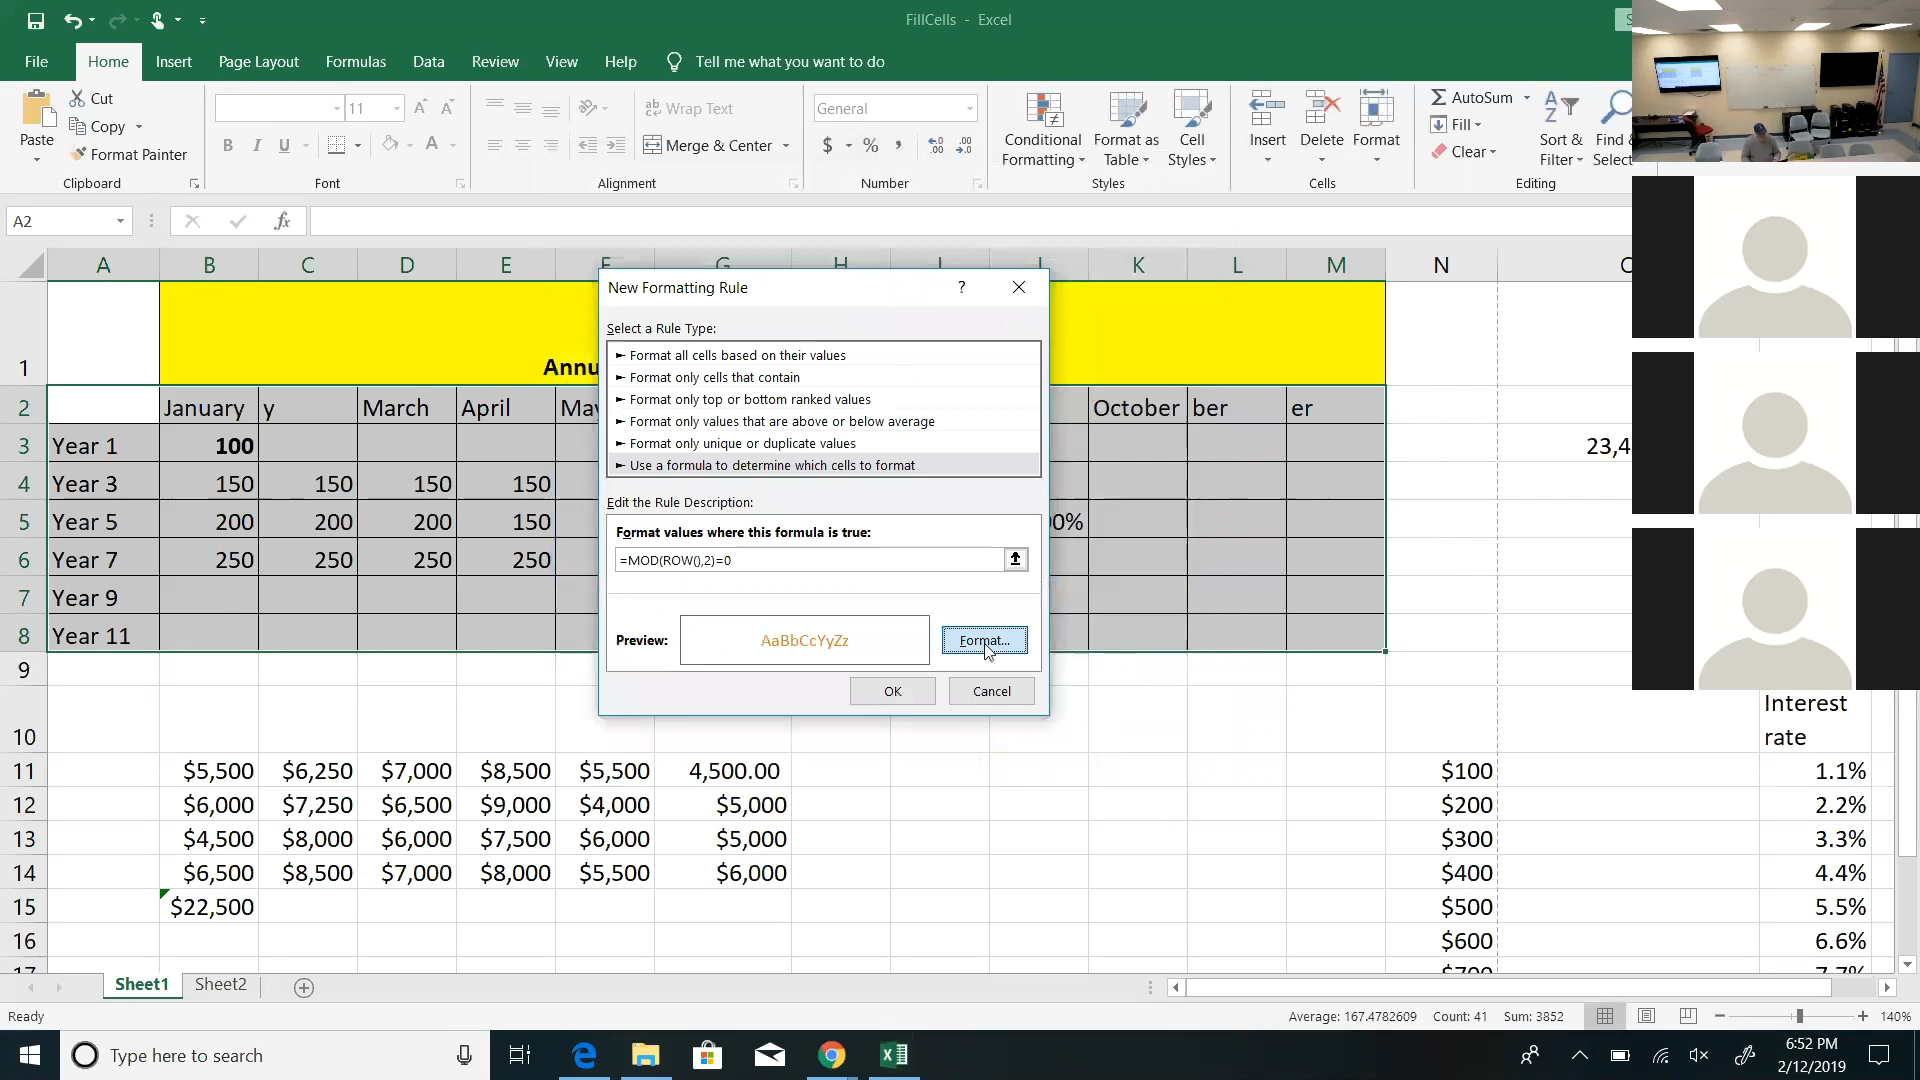 FillCells - Excel
File Home Insert Page Layout Formulas Data Review View Help Tell me what you want to do
Paste
Cut
Copy
Format Painter
Clipboard
11 A A
B I U A
Font
ab Wrap Text
Merge & Center
Alignment
General
$ % ,
Number
Conditional Formatting
Format as Table
Cell Styles
Styles
Insert Delete Format
Cells
AutoSum
Fill
Clear
Sort & Filter
Find
Select
Editing
A2
fx
A B C D E F G H I J K L M N
1 Annu
2 January y March April May October ber er
3 Year 1 100 23,4
4 Year 3 150 150 150 150
5 Year 5 200 200 200 150 00%
6 Year 7 250 250 250 250
7 Year 9
8 Year 11
9
10 Interest rate
11 $5,500 $6,250 $7,000 $8,500 $5,500 4,500.00 $100 1.1%
12 $6,000 $7,250 $6,500 $9,000 $4,000 $5,000 $200 2.2%
13 $4,500 $8,000 $6,000 $7,500 $6,000 $5,000 $300 3.3%
14 $6,500 $8,500 $7,000 $8,000 $5,500 $6,000 $400 4.4%
15 $22,500 $500 5.5%
16 $600 6.6%
17 $700 7.7%
New Formatting Rule ?
Select a Rule Type:
► Format all cells based on their values
► Format only cells that contain
► Format only top or bottom ranked values
► Format only values that are above or below average
► Format only unique or duplicate values
► Use a formula to determine which cells to format
Edit the Rule Description:
Format values where this formula is true:
=MOD(ROW(),2)=0
Preview: AaBbCcYyZz Format...
OK Cancel
Sheet1 Sheet2
Ready Average: 167.4782609 Count: 41 Sum: 3852 140%
Type here to search
6:52 PM
2/12/2019